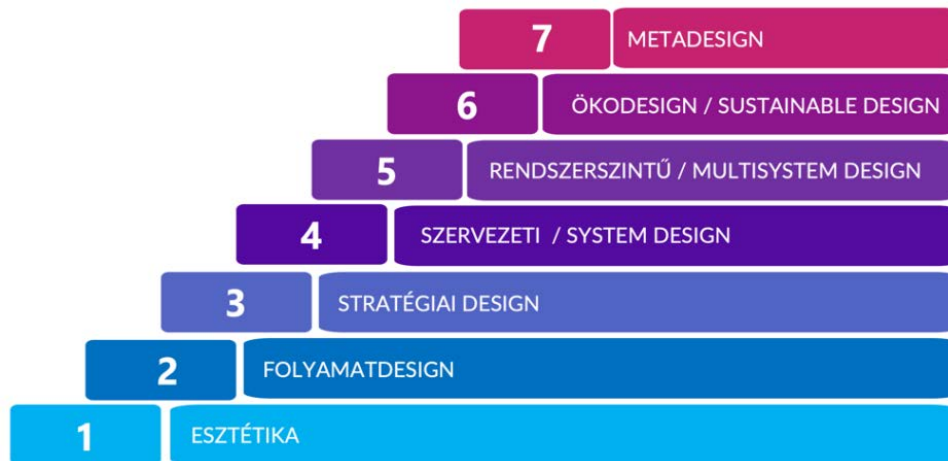 7 METADESIGN
6 ÖKODESIGN / SUSTAINABLE DESIGN
5 RENDSZERSZINTŰ / MULTISYSTEM DESIGN
4 SZERVEZETI / SYSTEM DESIGN
3 STRATÉGIAI DESIGN
2 FOLYAMATDESIGN
1 ESZTÉTIKA